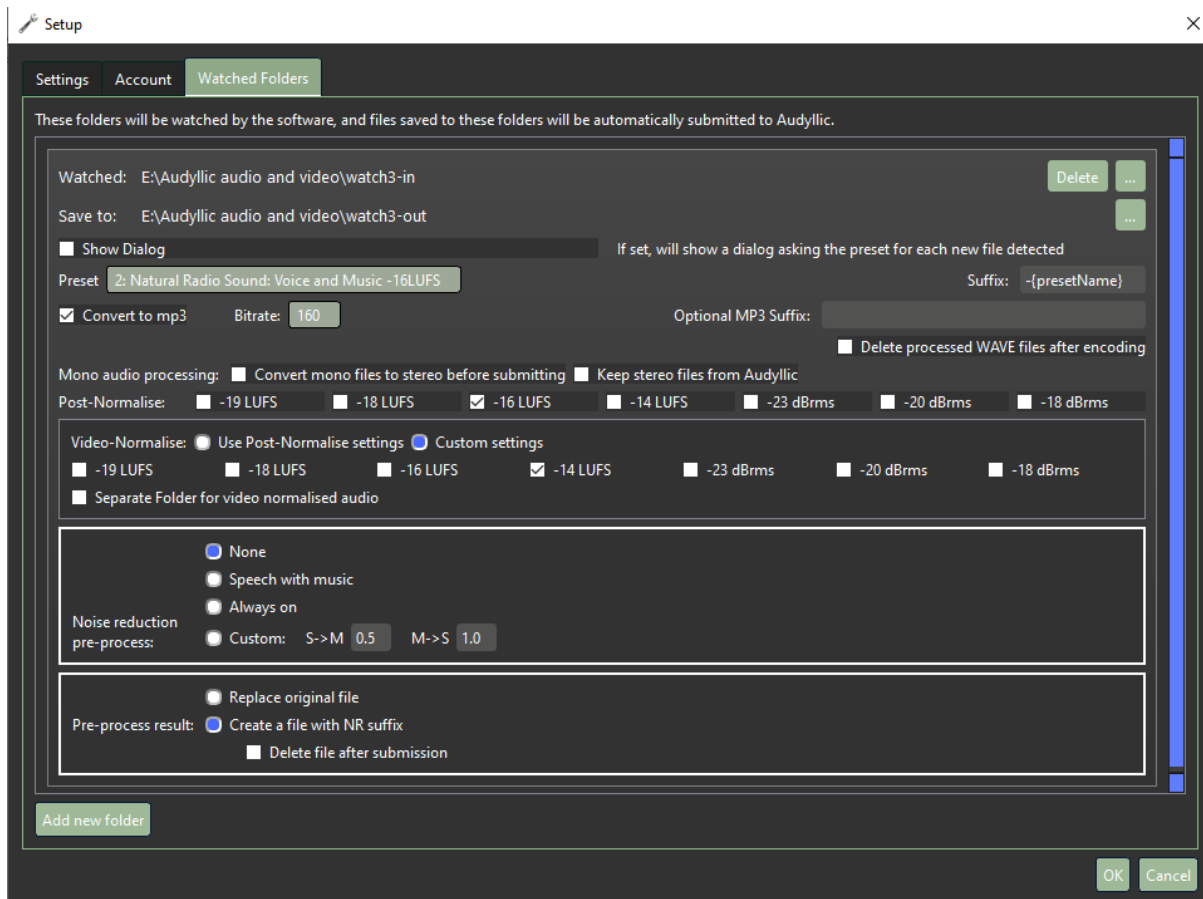 Setup
Settings Account Watched Folders
These folders will be watched by the software, and files saved to these folders will be automatically submitted to Audyllic.
Watched: E:\Audyllic audio and video\watch3-in Delete ...
Save to: E:\Audyllic audio and video\watch3-out ...
Show Dialog If set, will show a dialog asking the preset for each new file detected
Preset 2: Natural Radio Sound: Voice and Music -16LUFS Suffix: -{presetName}
Convert to mp3 Bitrate: 160 Optional MP3 Suffix:
Delete processed WAVE files after encoding
Mono audio processing: Convert mono files to stereo before submitting Keep stereo files from Audyllic
Post-Normalise: -19 LUFS -18 LUFS -16 LUFS -14 LUFS -23 dBrms -20 dBrms -18 dBrms
Video-Normalise: Use Post-Normalise settings Custom settings
-19 LUFS -18 LUFS -16 LUFS -14 LUFS -23 dBrms -20 dBrms -18 dBrms
Separate Folder for video normalised audio
None
Speech with music
Always on
Noise reduction
pre-process: Custom: S->M 0.5 M->S 1.0
Replace original file
Pre-process result: Create a file with NR suffix
Delete file after submission
Add new folder
OK Cancel